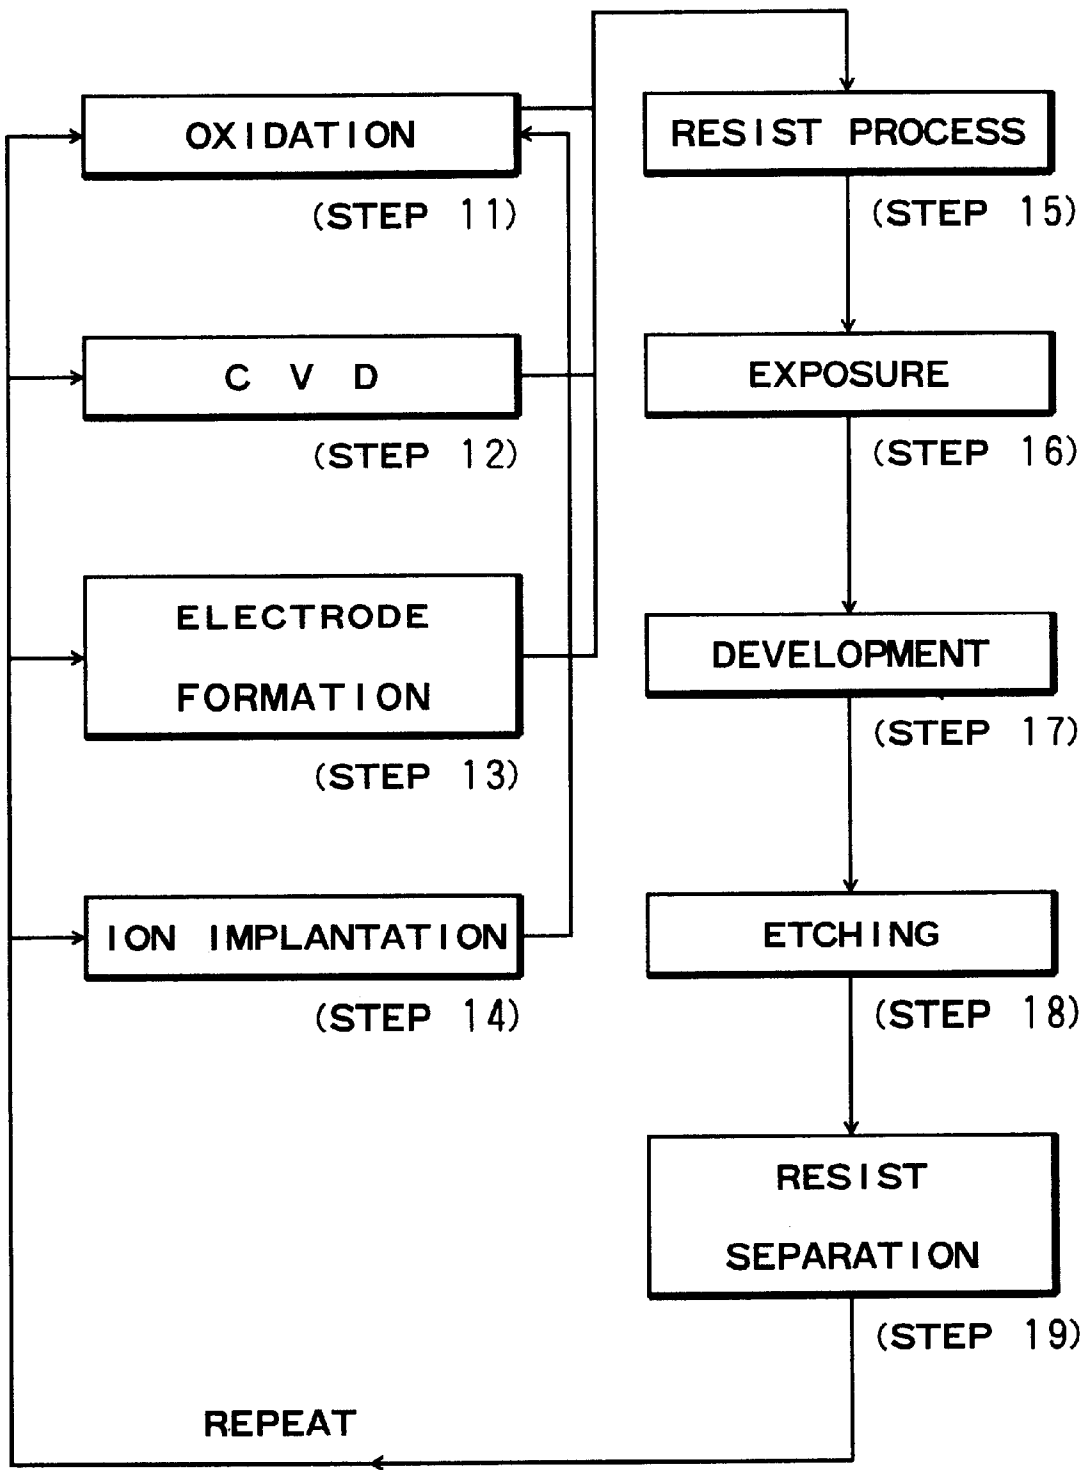 OXIDATION
(STEP 11)
C V D
(STEP 12)
ELECTRODE
FORMATION
(STEP 13)
ION IMPLANTATION
(STEP 14)
RESIST PROCESS
(STEP 15)
EXPOSURE
(STEP 16)
DEVELOPMENT
(STEP 17)
ETCHING
(STEP 18)
RESIST
SEPARATION
(STEP 19)
REPEAT